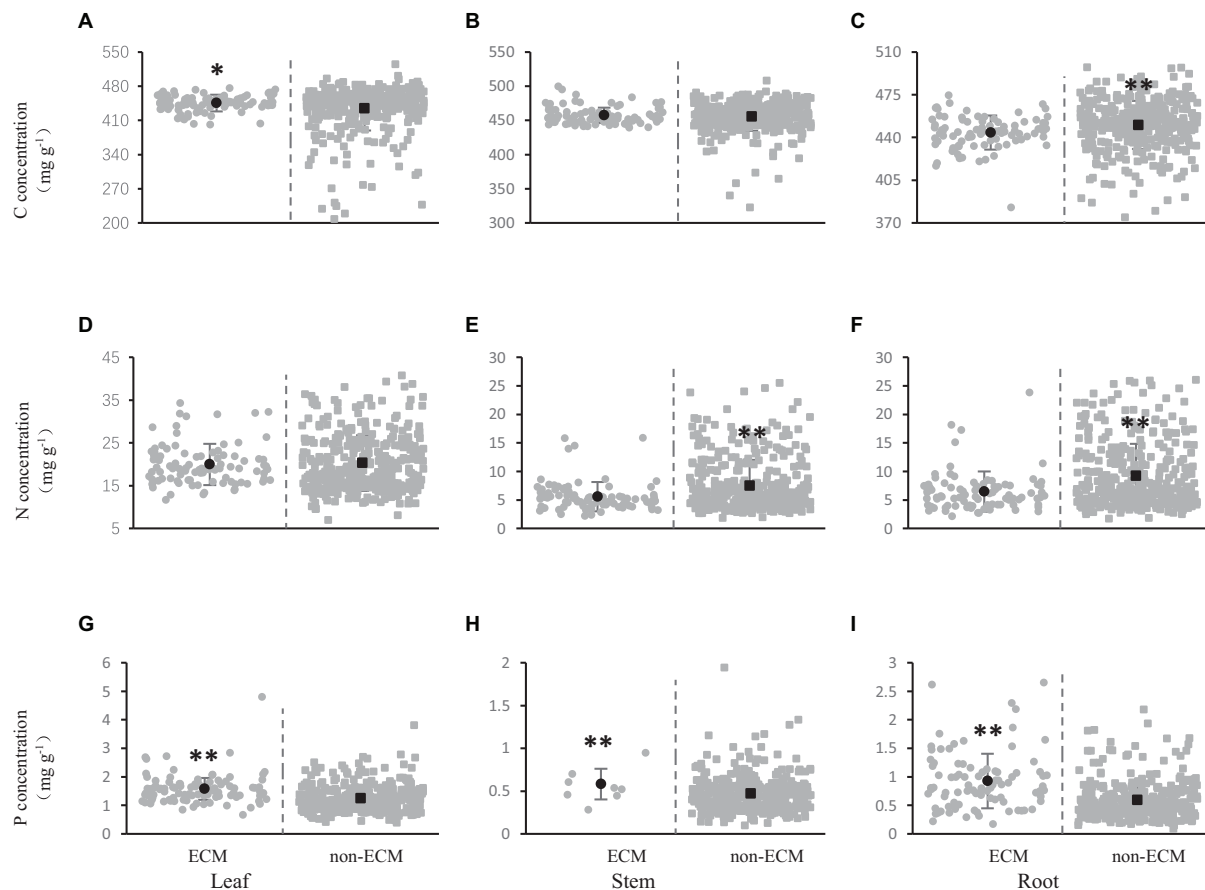 A
B
C
C concentration
(mg g-1)
550
480
410
340
270
200
*
550
500
450
400
350
300
510
475
440
405
370
**
D
E
F
N concentration
(mg g-1)
45
35
25
15
5
30
25
20
15
10
5
0
**
30
25
20
15
10
5
0
**
G
H
I
P concentration
(mg g-1)
6
5
4
3
2
1
0
**
2
1.5
1
0.5
0
**
3
2.5
2
1.5
1
0.5
0
**
ECM non-ECM
ECM non-ECM
ECM non-ECM
Leaf
Stem
Root